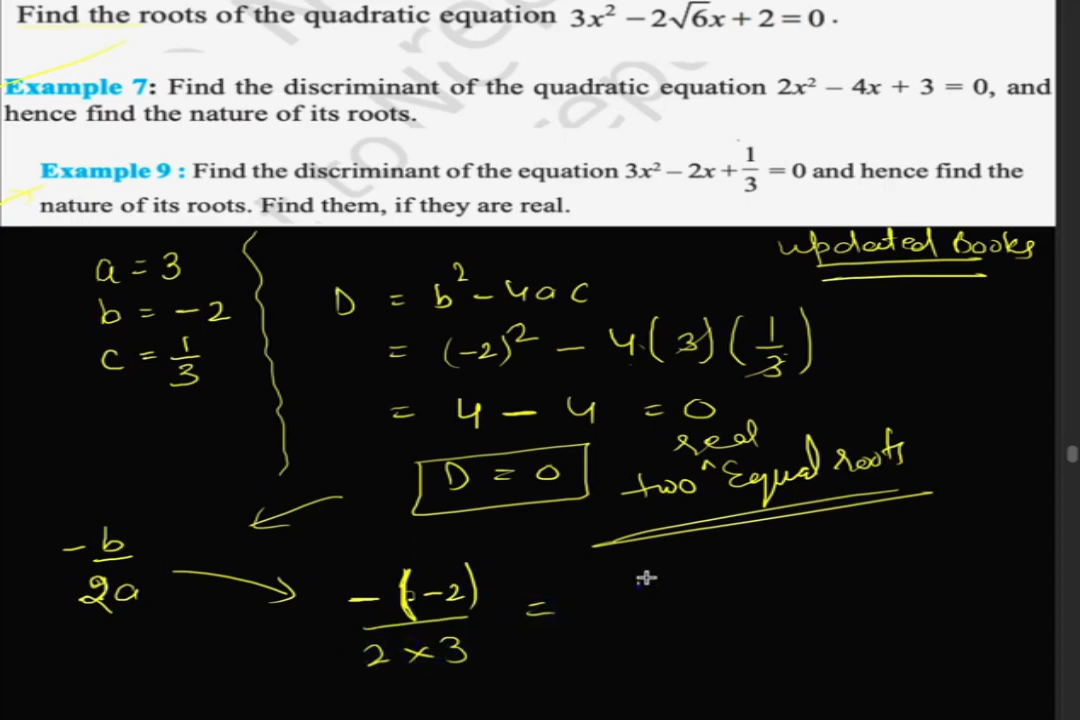 Find the roots of the quadratic equation 3x² − 2√6x + 2 = 0 .
Example 7: Find the discriminant of the quadratic equation 2x² – 4x + 3 = 0, and
hence find the nature of its roots.
Example 9 : Find the discriminant of the equation 3x² – 2x + 1/3 = 0 and hence find the
nature of its roots. Find them, if they are real.
updated Books
a = 3
b = -2
c = 1/3
D = b² - 4ac
= (-2)² - 4(3)(1/3)
= 4 - 4 = 0
D = 0
real
two ^ Equal roots
-b/2a
-(-2)/2×3 =